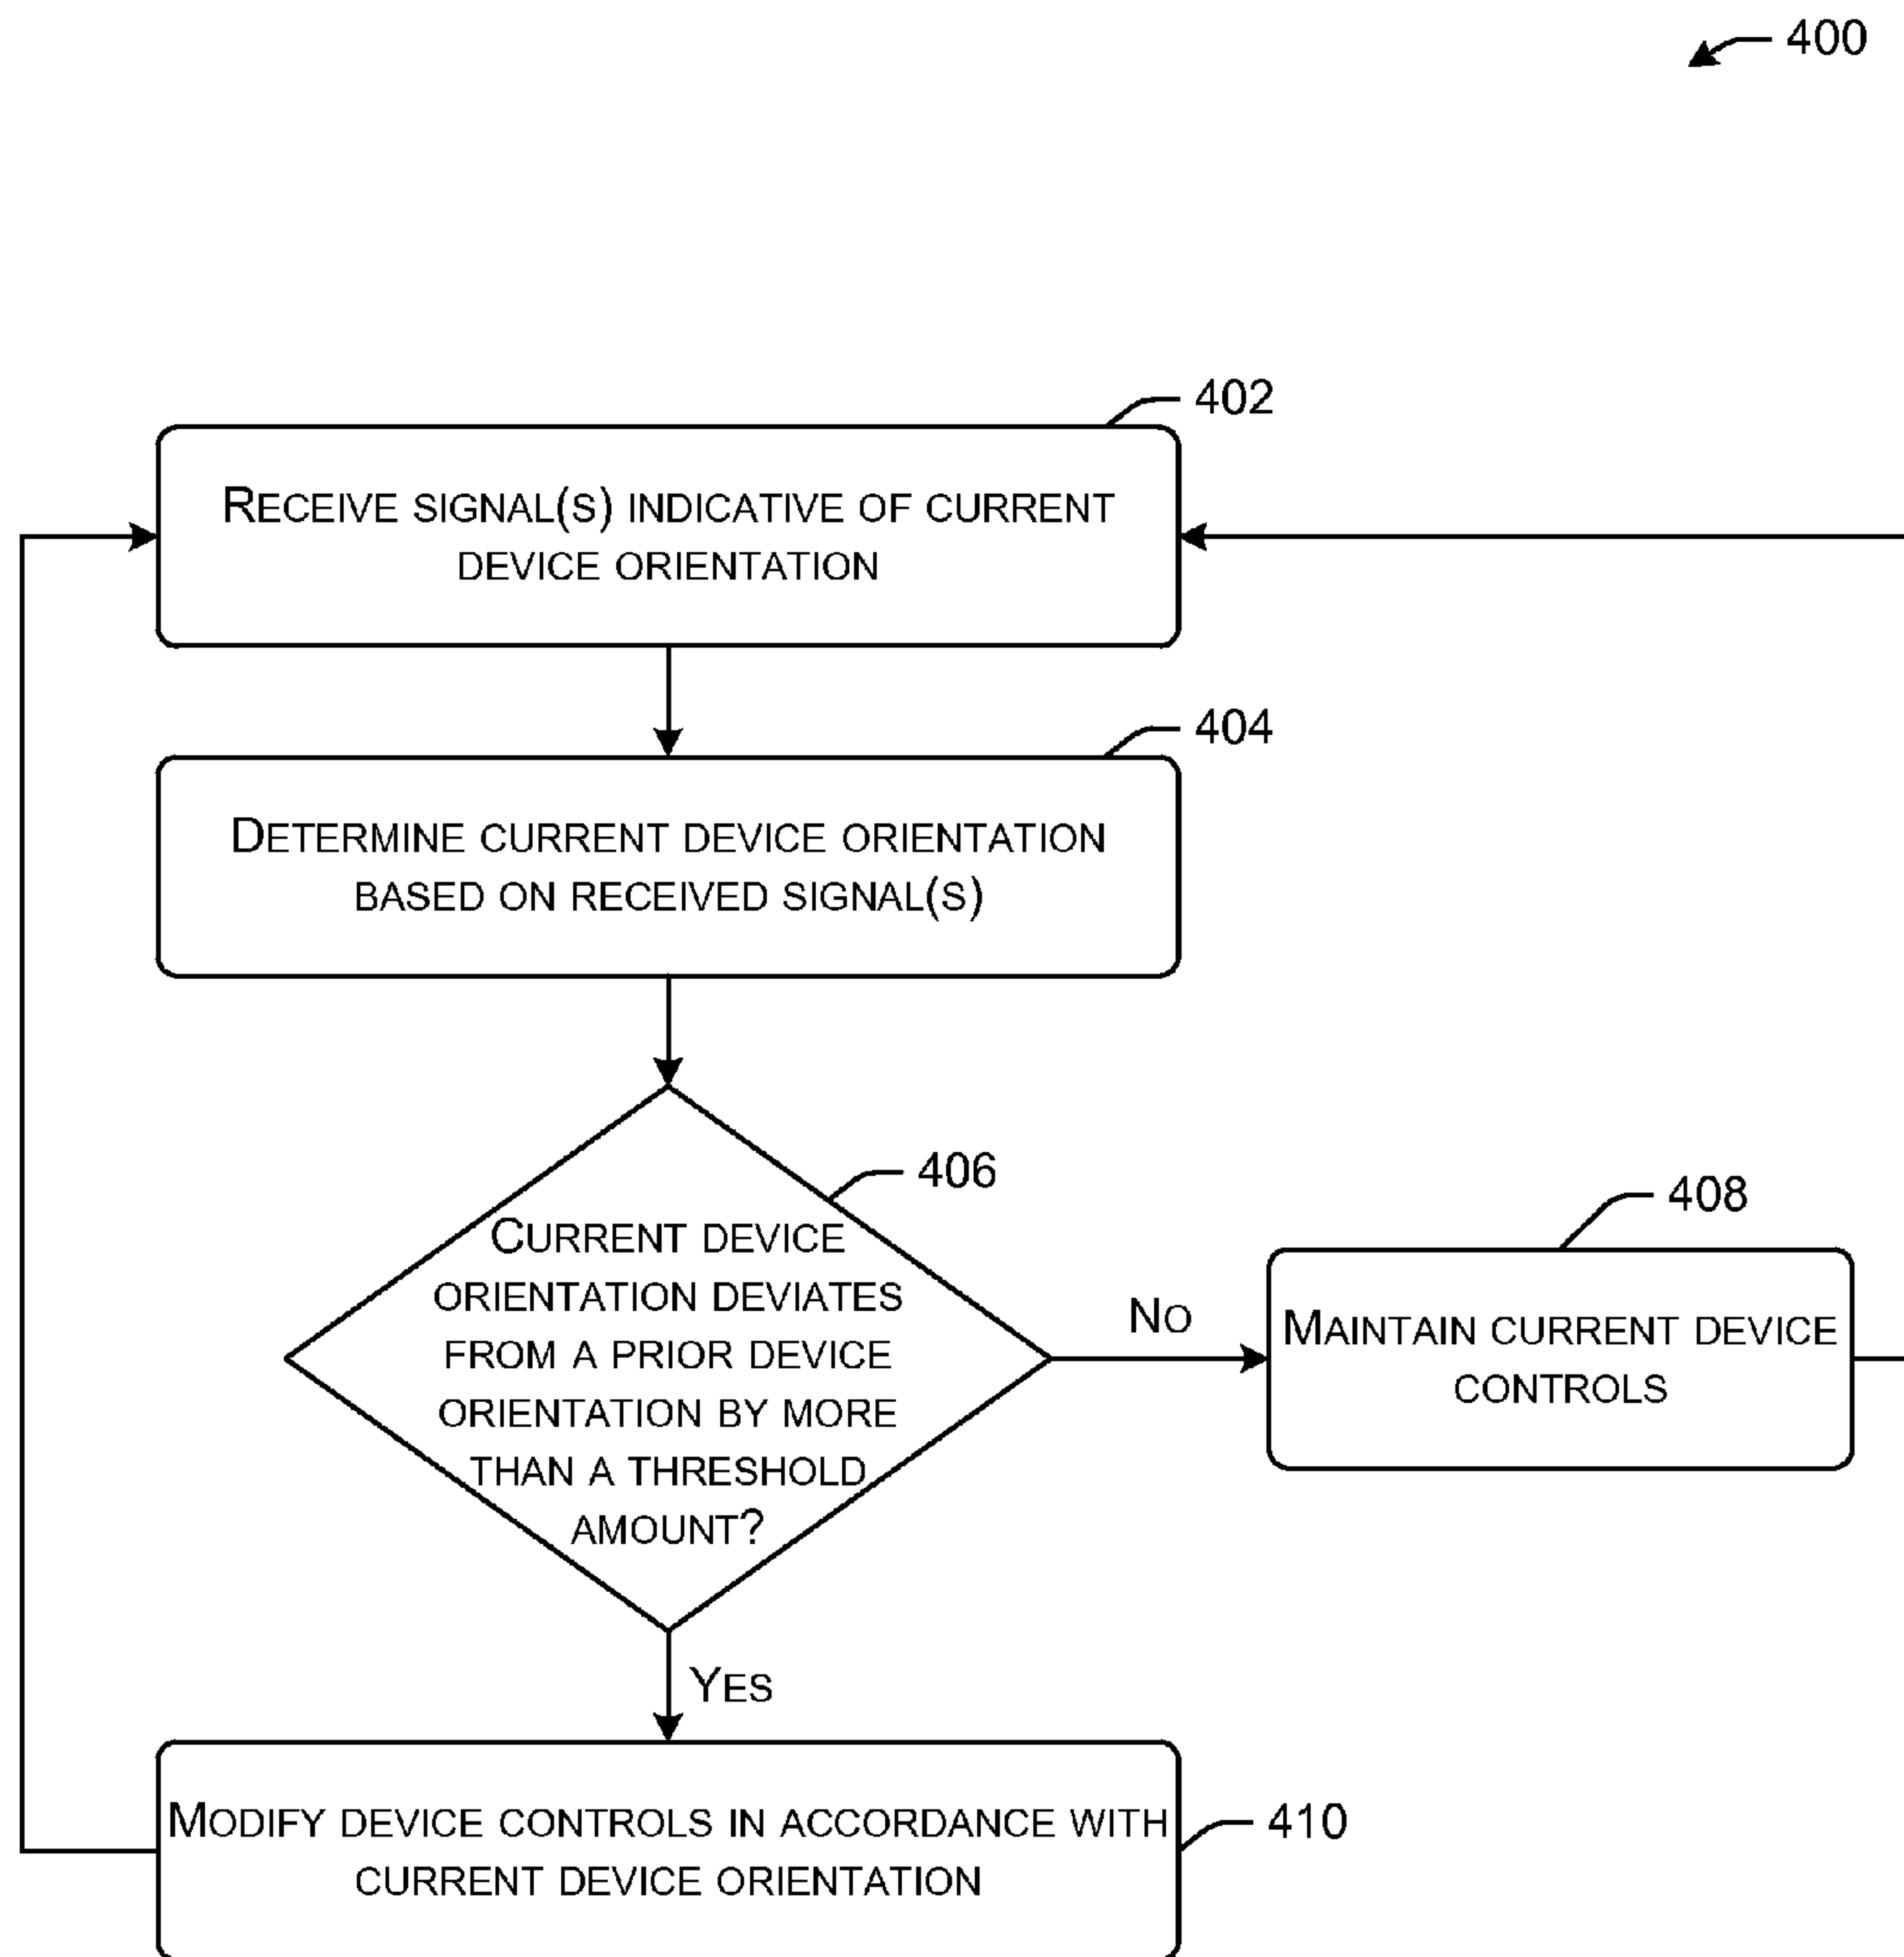 400
402
RECEIVE SIGNAL(S) INDICATIVE OF CURRENT
DEVICE ORIENTATION
404
DETERMINE CURRENT DEVICE ORIENTATION
BASED ON RECEIVED SIGNAL(S)
406
CURRENT DEVICE
ORIENTATION DEVIATES
FROM A PRIOR DEVICE
ORIENTATION BY MORE
THAN A THRESHOLD
AMOUNT?
NO
408
MAINTAIN CURRENT DEVICE
CONTROLS
YES
MODIFY DEVICE CONTROLS IN ACCORDANCE WITH
CURRENT DEVICE ORIENTATION
410